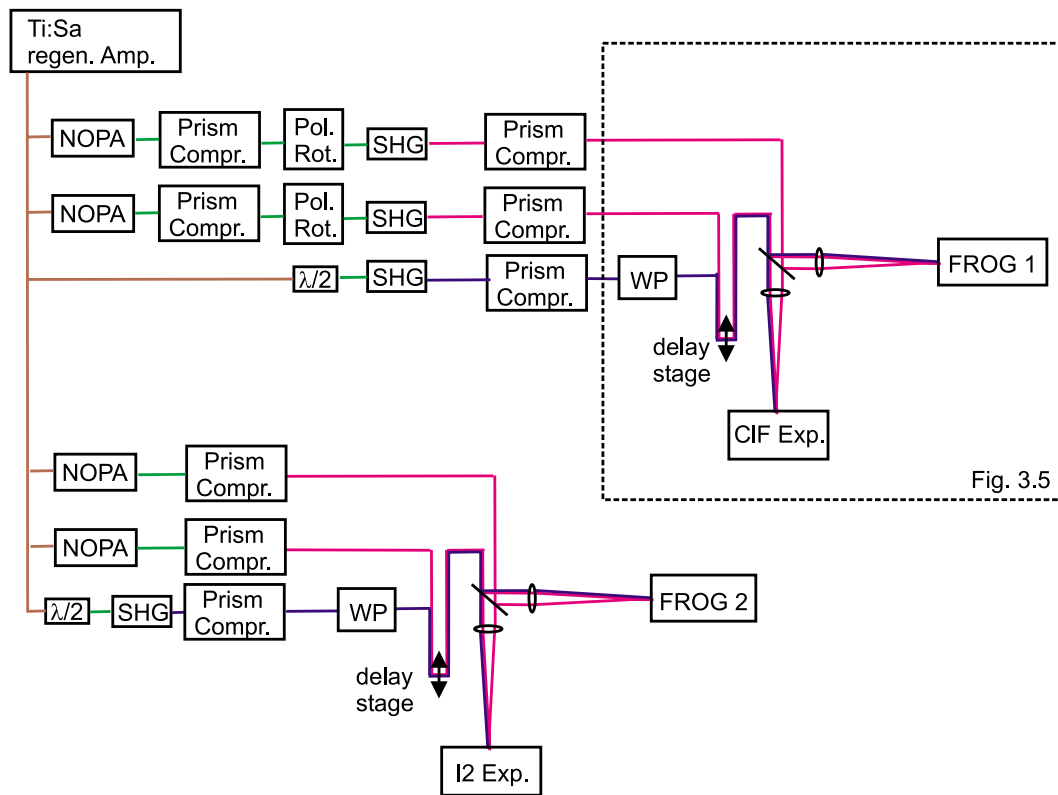 Ti:Sa
regen. Amp.
NOPA
Prism
Compr.
Pol.
Rot.
SHG
Prism
Compr.
NOPA
Prism
Compr.
Pol.
Rot.
SHG
Prism
Compr.
λ/2
SHG
Prism
Compr.
WP
delay
stage
FROG 1
ClF Exp.
Fig. 3.5
NOPA
Prism
Compr.
NOPA
Prism
Compr.
λ/2
SHG
Prism
Compr.
WP
delay
stage
FROG 2
I2 Exp.